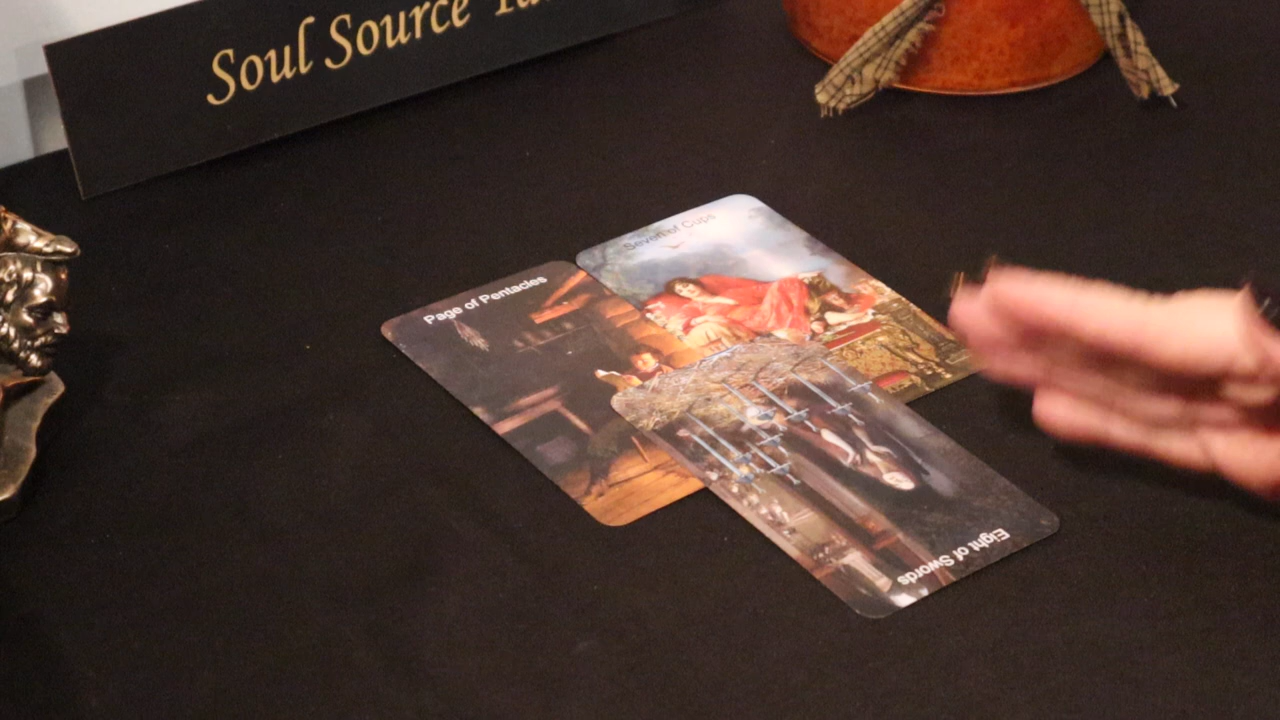 Soul Source
Seven of Cups
Page of Pentacles
Eight of Swords